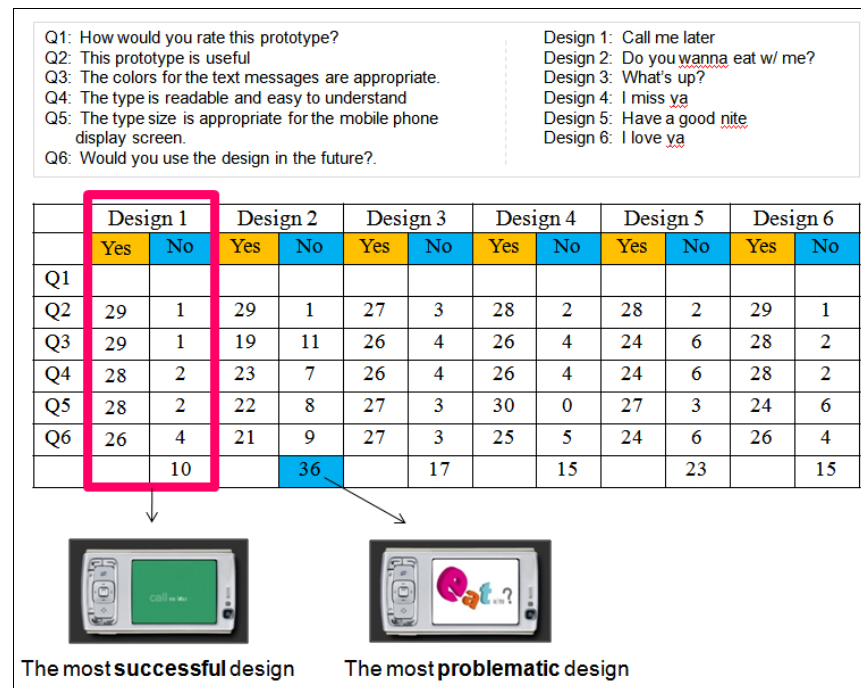 Q1: How would you rate this prototype?
Q2: This prototype is useful
Q3: The colors for the text messages are appropriate.
Q4: The type is readable and easy to understand
Q5: The type size is appropriate for the mobile phone
display screen.
Q6: Would you use the design in the future?.
Design 1: Call me later
Design 2: Do you wanna eat w/ me?
Design 3: What's up?
Design 4: I miss ya
Design 5: Have a good nite
Design 6: I love ya
Design 1 Design 2 Design 3 Design 4 Design 5 Design 6
Yes No Yes No Yes No Yes No Yes No Yes No
Q1
Q2 29 1 29 1 27 3 28 2 28 2 29 1
Q3 29 1 19 11 26 4 26 4 24 6 28 2
Q4 28 2 23 7 26 4 26 4 24 6 28 2
Q5 28 2 22 8 27 3 30 0 27 3 24 6
Q6 26 4 21 9 27 3 25 5 24 6 26 4
10 36 17 15 23 15
call me later
eat ?
The most successful design
The most problematic design